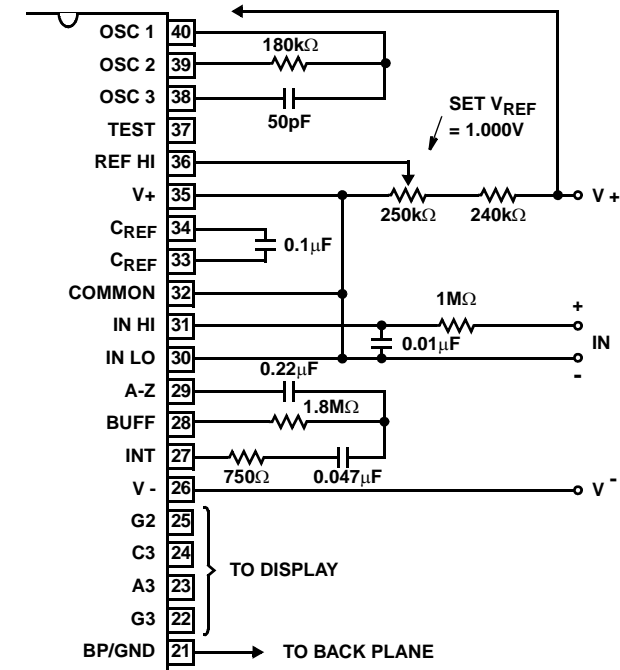 OSC 1 40
180kΩ
OSC 2 39
OSC 3 38
50pF
SET VREF
= 1.000V
TEST 37
REF HI 36
V+ 35
250kΩ 240kΩ
V +
CREF 34
0.1μF
CREF 33
COMMON 32
1MΩ
+
IN HI 31
0.01μF
IN
IN LO 30
-
0.22μF
A-Z 29
1.8MΩ
BUFF 28
INT 27
750Ω 0.047μF
V - 26
V -
G2 25
C3 24
TO DISPLAY
A3 23
G3 22
BP/GND 21
TO BACK PLANE